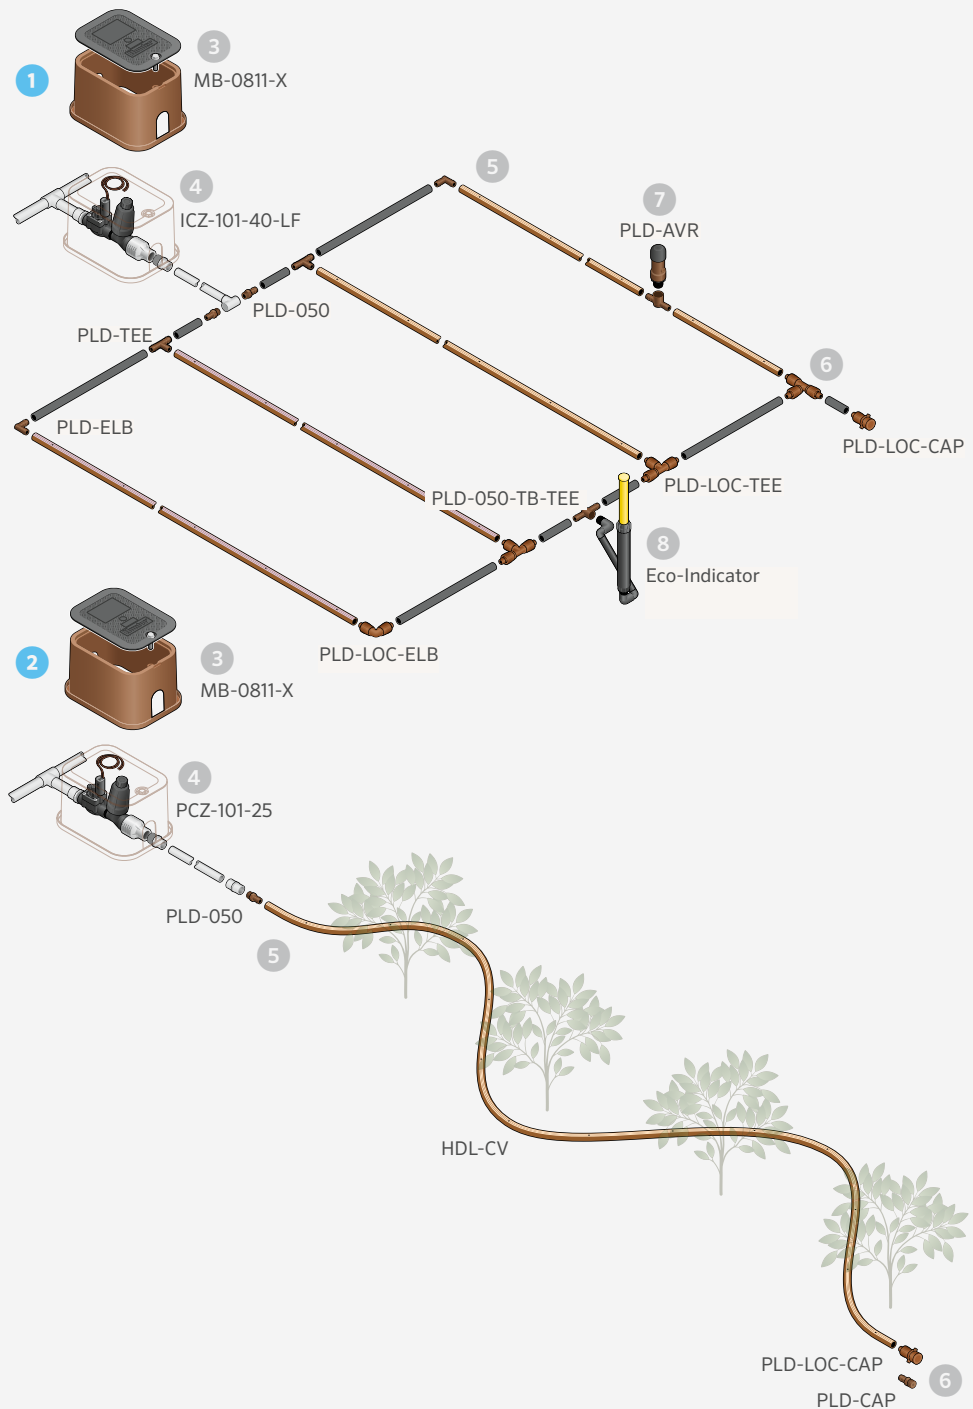 1
3
MB-0811-X
4
ICZ-101-40-LF
5
7
PLD-AVR
PLD-050
PLD-TEE
6
PLD-ELB
PLD-LOC-CAP
PLD-LOC-TEE
PLD-050-TB-TEE
8
Eco-Indicator
PLD-LOC-ELB
2
3
MB-0811-X
4
PCZ-101-25
PLD-050
5
HDL-CV
PLD-LOC-CAP
6
PLD-CAP